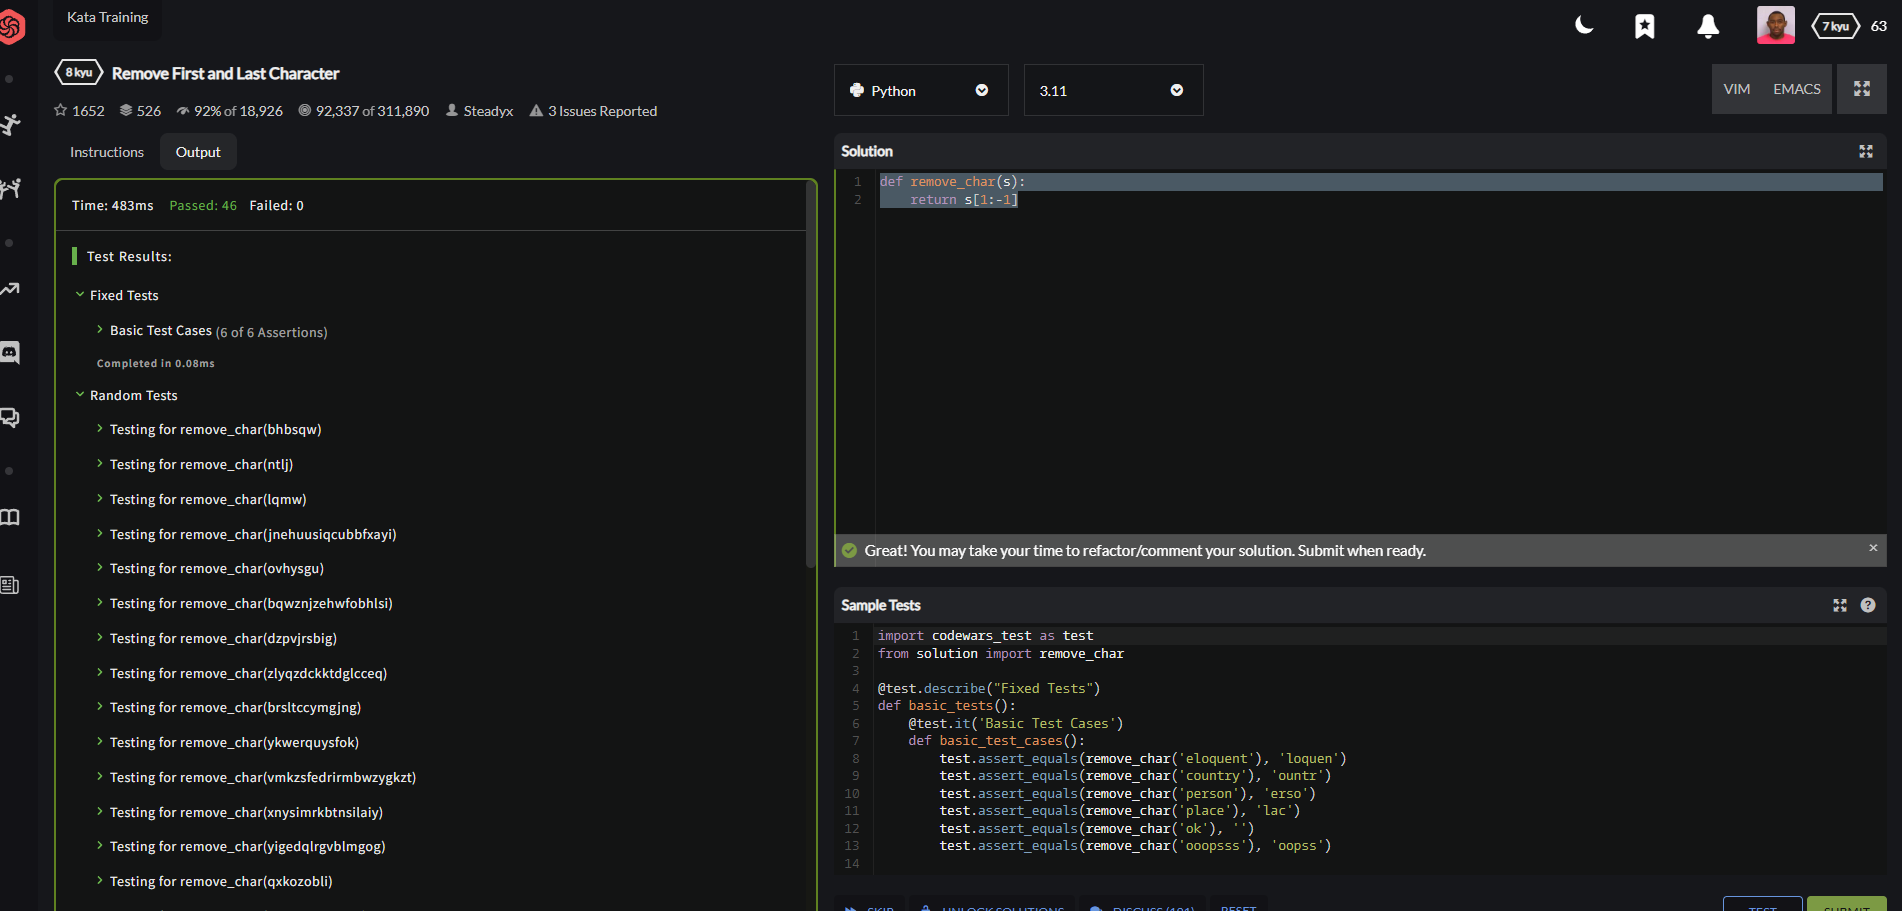 Kata Training
7 kyu 63
8 kyu Remove First and Last Character
1652 526 92% of 18,926 92,337 of 311,890 Steadyx 3 Issues Reported
Instructions Output
Time: 483ms Passed: 46 Failed: 0
Test Results:
Fixed Tests
Basic Test Cases (6 of 6 Assertions)
Completed in 0.08ms
Random Tests
Testing for remove_char(bhbsqw)
Testing for remove_char(ntlj)
Testing for remove_char(lqmw)
Testing for remove_char(jnehuusiqcubbfxayi)
Testing for remove_char(ovhysgu)
Testing for remove_char(bqwznjzehwfobhlsi)
Testing for remove_char(dzpvjrsbig)
Testing for remove_char(zlyqzdckktdglcceq)
Testing for remove_char(brsltccymgjng)
Testing for remove_char(ykwerquysfok)
Testing for remove_char(vmkzsfedrirmbwzygkzt)
Testing for remove_char(xnysimrkbtnsilaiy)
Testing for remove_char(yigedqlrgvblmgog)
Testing for remove_char(qxkozobli)
Python 3.11 VIM EMACS
Solution
1 def remove_char(s):
2 return s[1:-1]
Great! You may take your time to refactor/comment your solution. Submit when ready. ×
Sample Tests ?
1 import codewars_test as test
2 from solution import remove_char
3
4 @test.describe("Fixed Tests")
5 def basic_tests():
6 @test.it('Basic Test Cases')
7 def basic_test_cases():
8 test.assert_equals(remove_char('eloquent'), 'loquen')
9 test.assert_equals(remove_char('country'), 'ountr')
10 test.assert_equals(remove_char('person'), 'erso')
11 test.assert_equals(remove_char('place'), 'lac')
12 test.assert_equals(remove_char('ok'), '')
13 test.assert_equals(remove_char('ooopsss'), 'oopss')
14
SKIP UNLOCK SOLUTIONS DISCUSS (191) RESET TEST SUBMIT